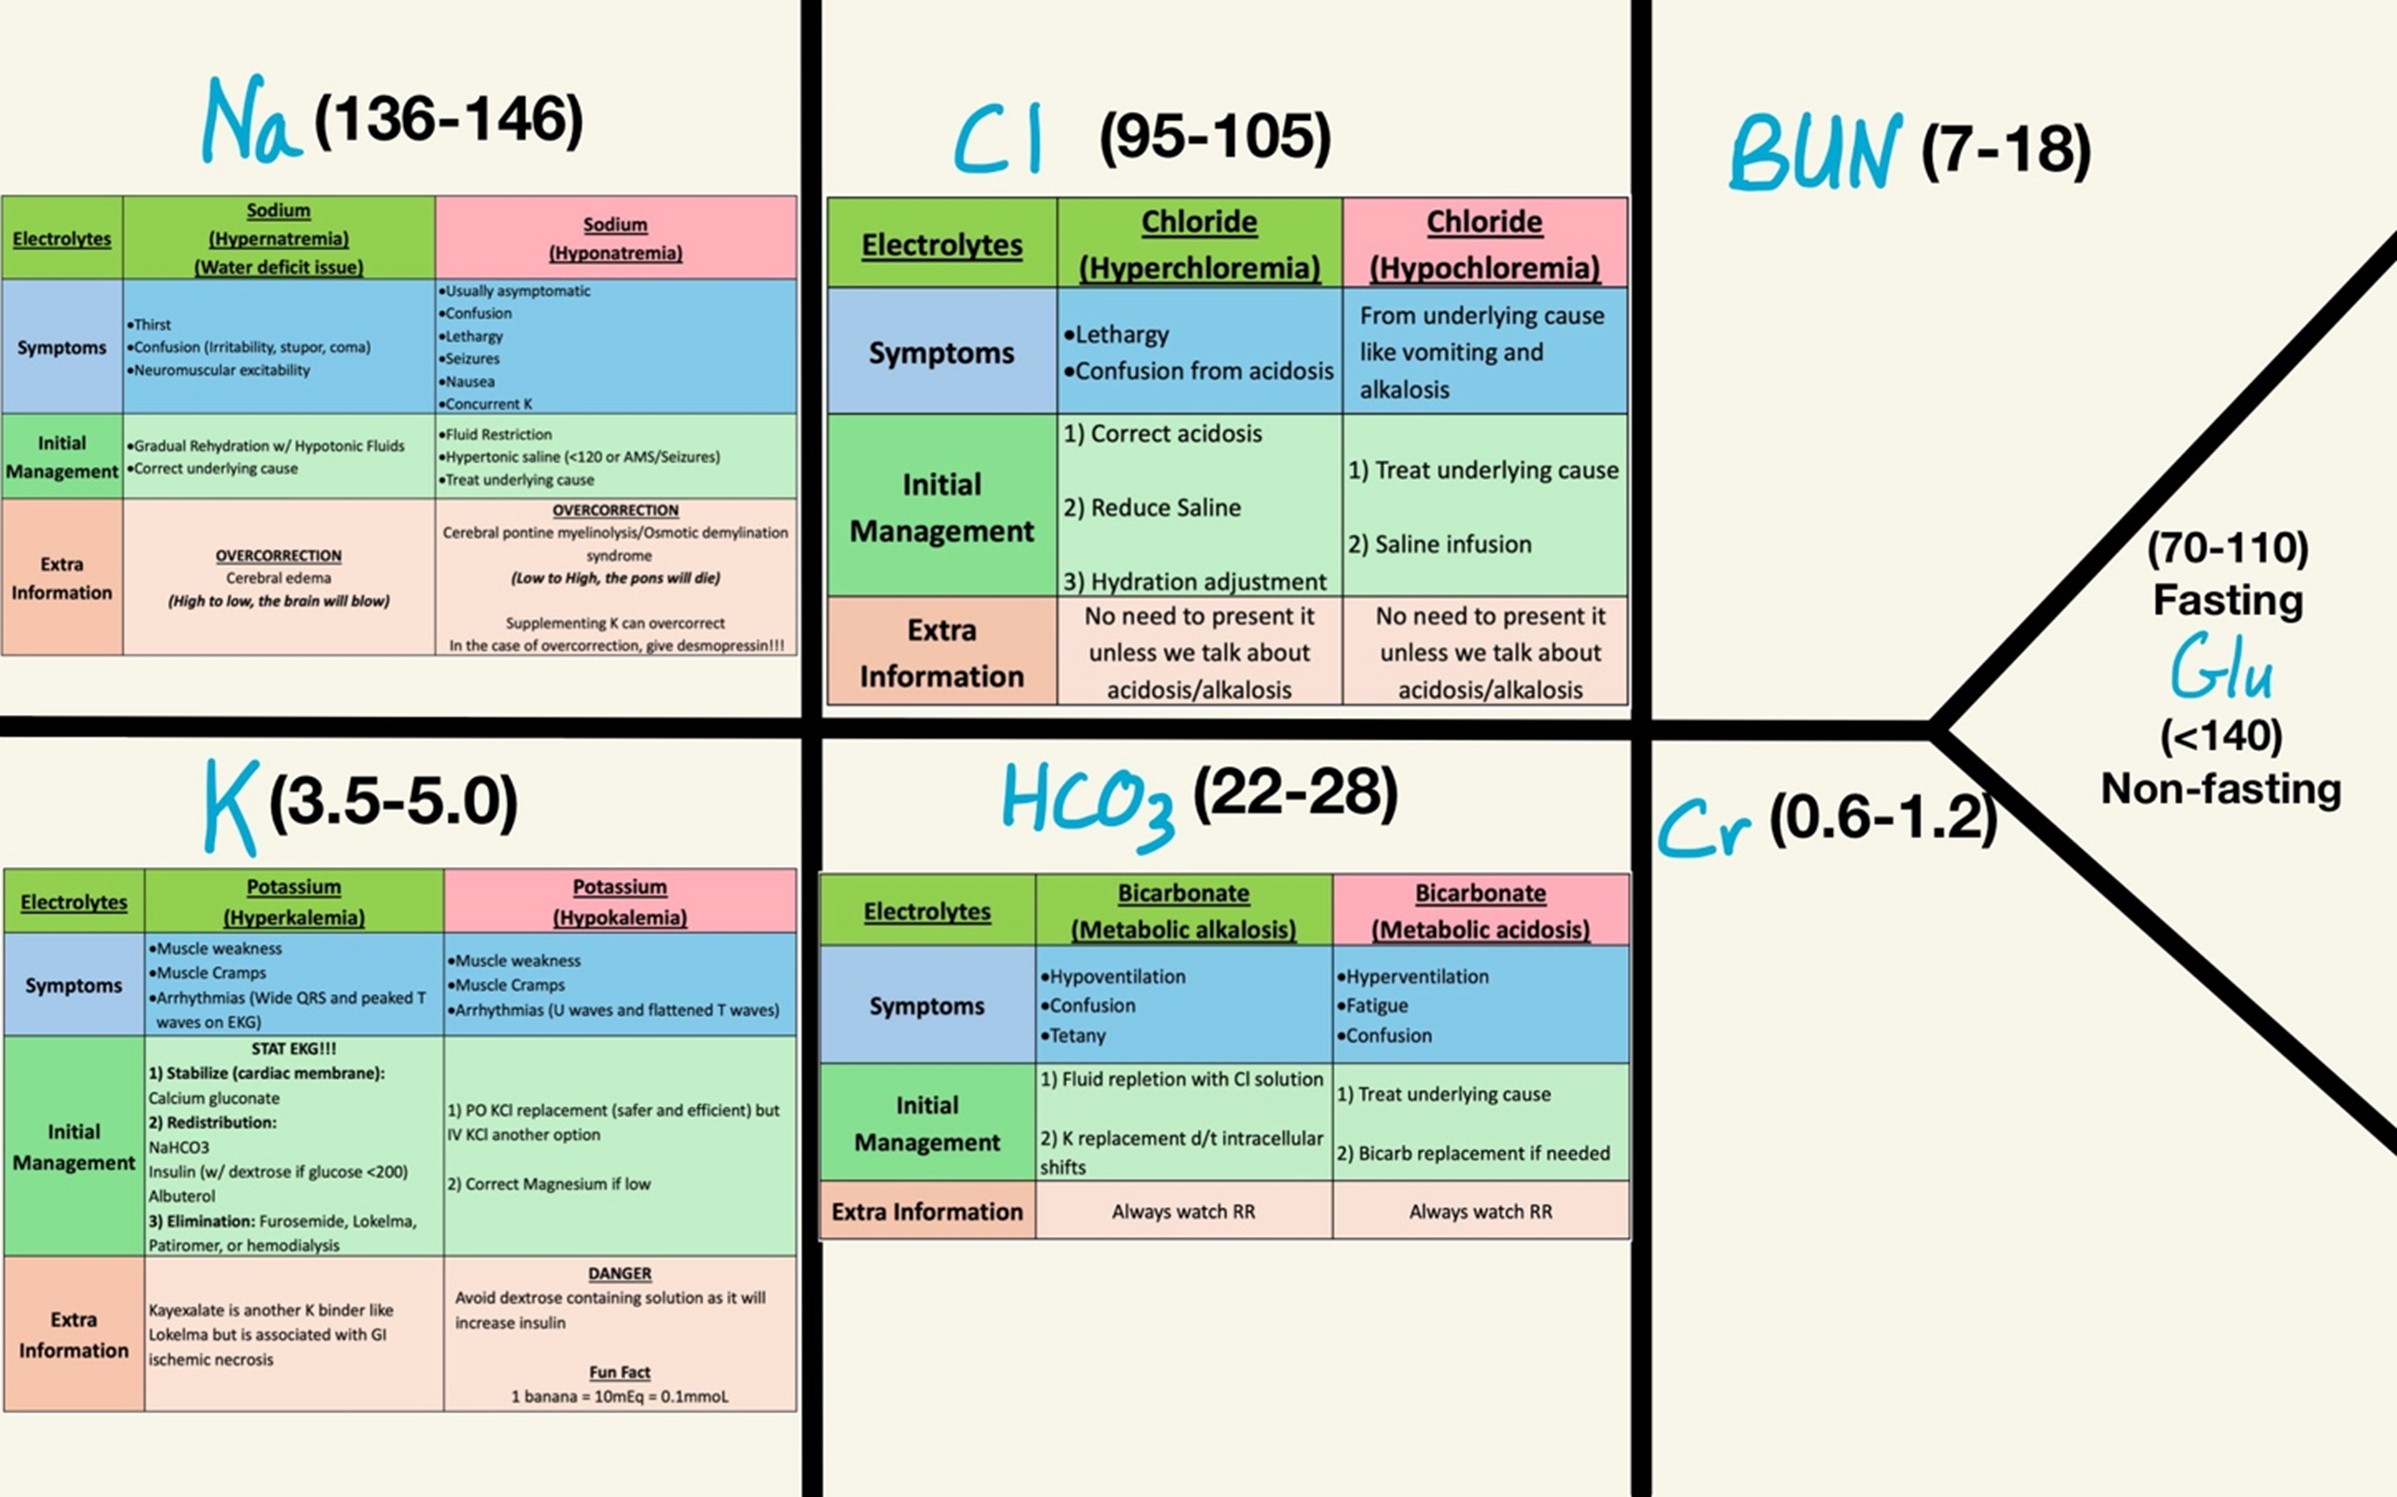 Na (136-146)
Electrolytes
Sodium
(Hypernatremia)
(Water deficit issue)
Sodium
(Hyponatremia)
Symptoms
•Thirst
•Confusion (Irritability, stupor, coma)
•Neuromuscular excitability
•Usually asymptomatic
•Confusion
•Lethargy
•Seizures
•Nausea
•Concurrent K
Initial
Management
•Gradual Rehydration w/ Hypotonic Fluids
•Correct underlying cause
•Fluid Restriction
•Hypertonic saline (<120 or AMS/Seizures)
•Treat underlying cause
Extra
Information
OVERCORRECTION
Cerebral edema
(High to low, the brain will blow)
OVERCORRECTION
Cerebral pontine myelinolysis/Osmotic demylination
syndrome
(Low to High, the pons will die)
Supplementing K can overcorrect
In the case of overcorrection, give desmopressin!!!
Cl (95-105)
Electrolytes
Chloride
(Hyperchloremia)
Chloride
(Hypochloremia)
Symptoms
•Lethargy
•Confusion from acidosis
From underlying cause
like vomiting and
alkalosis
Initial
Management
1) Correct acidosis
2) Reduce Saline
3) Hydration adjustment
1) Treat underlying cause
2) Saline infusion
Extra
Information
No need to present it
unless we talk about
acidosis/alkalosis
No need to present it
unless we talk about
acidosis/alkalosis
BUN (7-18)
(70-110)
Fasting
Glu
(<140)
Non-fasting
K (3.5-5.0)
Electrolytes
Potassium
(Hyperkalemia)
Potassium
(Hypokalemia)
Symptoms
•Muscle weakness
•Muscle Cramps
•Arrhythmias (Wide QRS and peaked T
waves on EKG)
•Muscle weakness
•Muscle Cramps
•Arrhythmias (U waves and flattened T waves)
Initial
Management
STAT EKG!!!
1) Stabilize (cardiac membrane):
Calcium gluconate
2) Redistribution:
NaHCO3
Insulin (w/ dextrose if glucose <200)
Albuterol
3) Elimination: Furosemide, Lokelma,
Patiromer, or hemodialysis
1) PO KCl replacement (safer and efficient) but
IV KCl another option
2) Correct Magnesium if low
Extra
Information
Kayexalate is another K binder like
Lokelma but is associated with GI
ischemic necrosis
DANGER
Avoid dextrose containing solution as it will
increase insulin
Fun Fact
1 banana = 10mEq = 0.1mmoL
HCO3 (22-28)
Electrolytes
Bicarbonate
(Metabolic alkalosis)
Bicarbonate
(Metabolic acidosis)
Symptoms
•Hypoventilation
•Confusion
•Tetany
•Hyperventilation
•Fatigue
•Confusion
Initial
Management
1) Fluid repletion with Cl solution
2) K replacement d/t intracellular
shifts
1) Treat underlying cause
2) Bicarb replacement if needed
Extra Information
Always watch RR
Always watch RR
Cr (0.6-1.2)